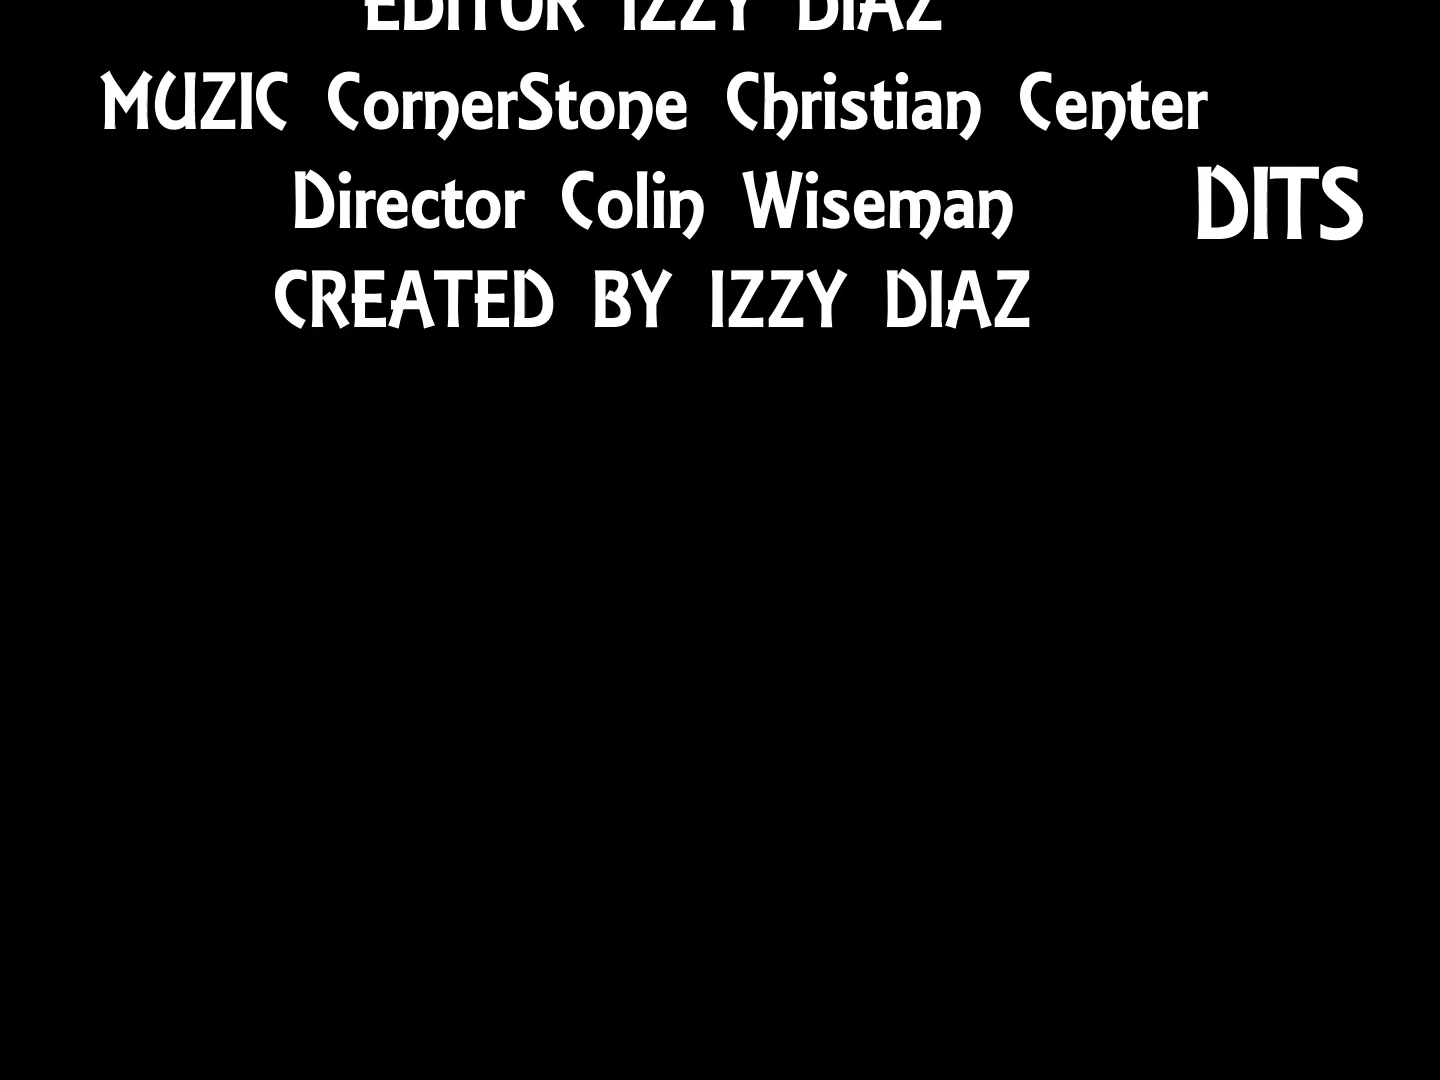 EDITOR IZZY DIAZ
MUZIC CornerStone Christian Center
Director Colin Wiseman
DITS
CREATED BY IZZY DIAZ